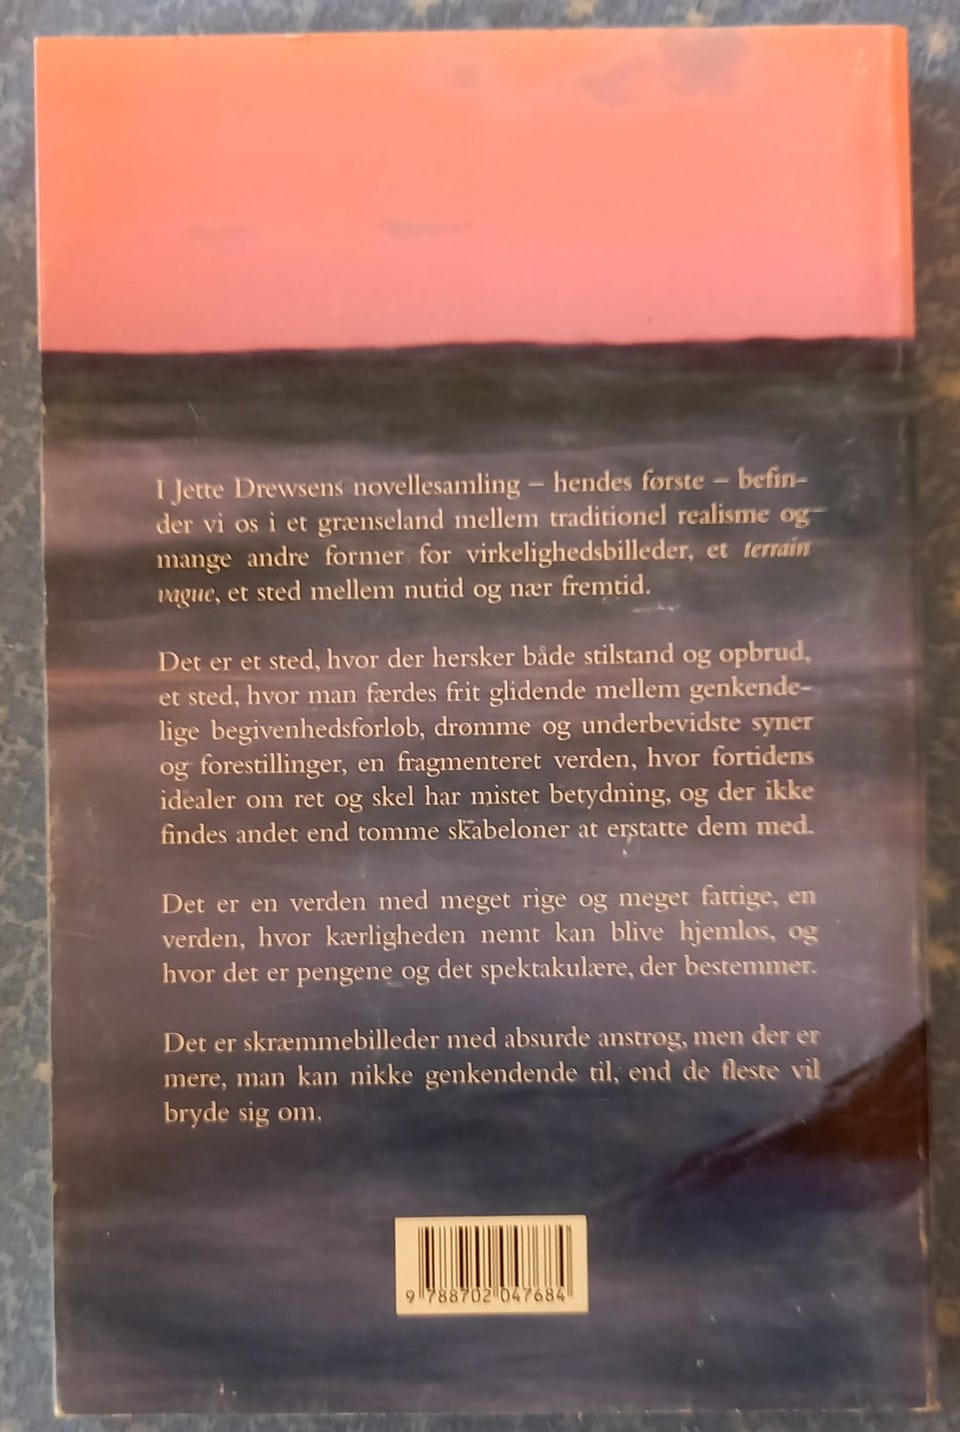 I Jette Drewsens novellesamling – hendes første – befin-
der vi os i et grænseland mellem traditionel realisme og
mange andre former for virkelighedsbilleder, et terrain
vague, et sted mellem nutid og nær fremtid.
Det er et sted, hvor der hersker både stilstand og opbrud,
et sted, hvor man færdes frit glidende mellem genkende-
lige begivenhedsforløb, drømme og underbevidste syner
og forestillinger, en fragmenteret verden, hvor fortidens
idealer om ret og skel har mistet betydning, og der ikke
findes andet end tomme skabeloner at erstatte dem med.
Det er en verden med meget rige og meget fattige, en
verden, hvor kærligheden nemt kan blive hjemløs, og
hvor det er pengene og det spektakulære, der bestemmer.
Det er skræmmebilleder med absurde anstrøg, men der er
mere, man kan nikke genkendende til, end de fleste vil
bryde sig om.
9 788702 047684